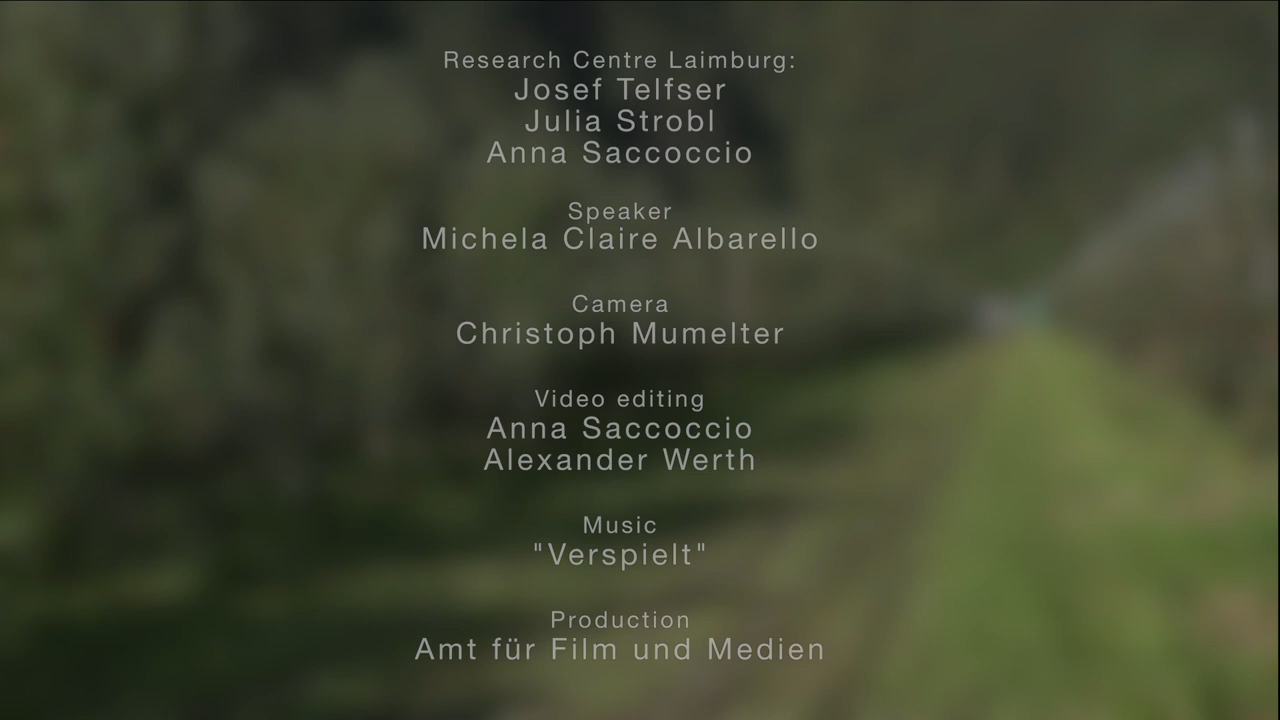 Research Centre Laimburg:
Josef Telfser
Julia Strobl
Anna Saccoccio
Speaker
Michela Claire Albarello
Camera
Christoph Mumelter
Video editing
Anna Saccoccio
Alexander Werth
Music
"Verspielt"
Production
Amt für Film und Medien